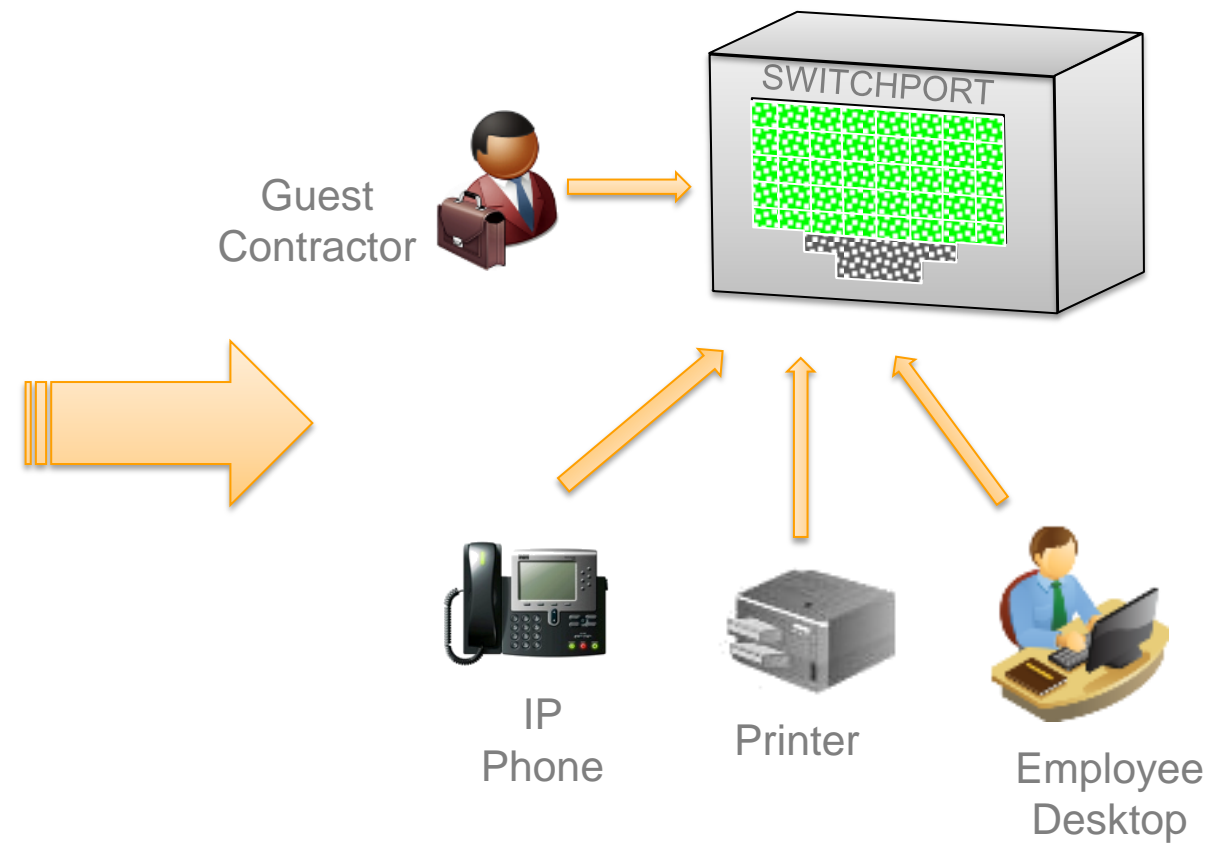 SWITCHPORT
Guest
Contractor
IP
Phone
Printer
Employee
Desktop